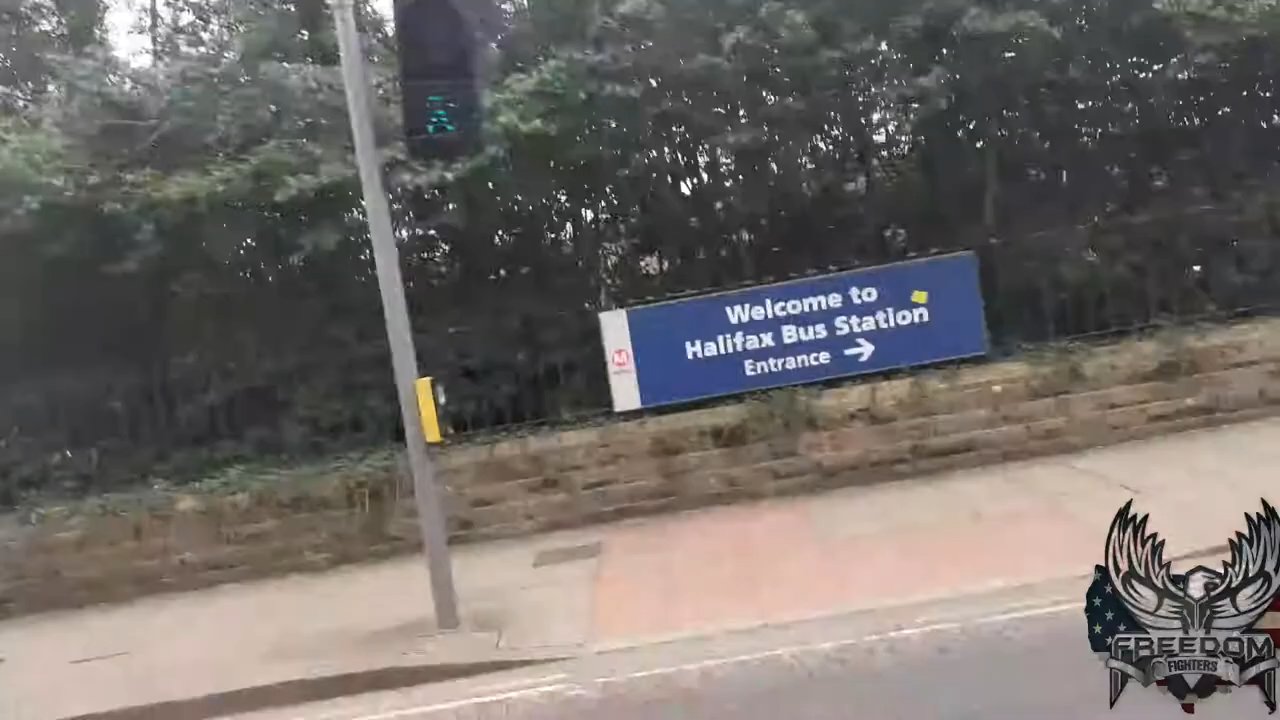 Welcome to
Halifax Bus Station
Entrance →
M
FREEDOM
FIGHTERS